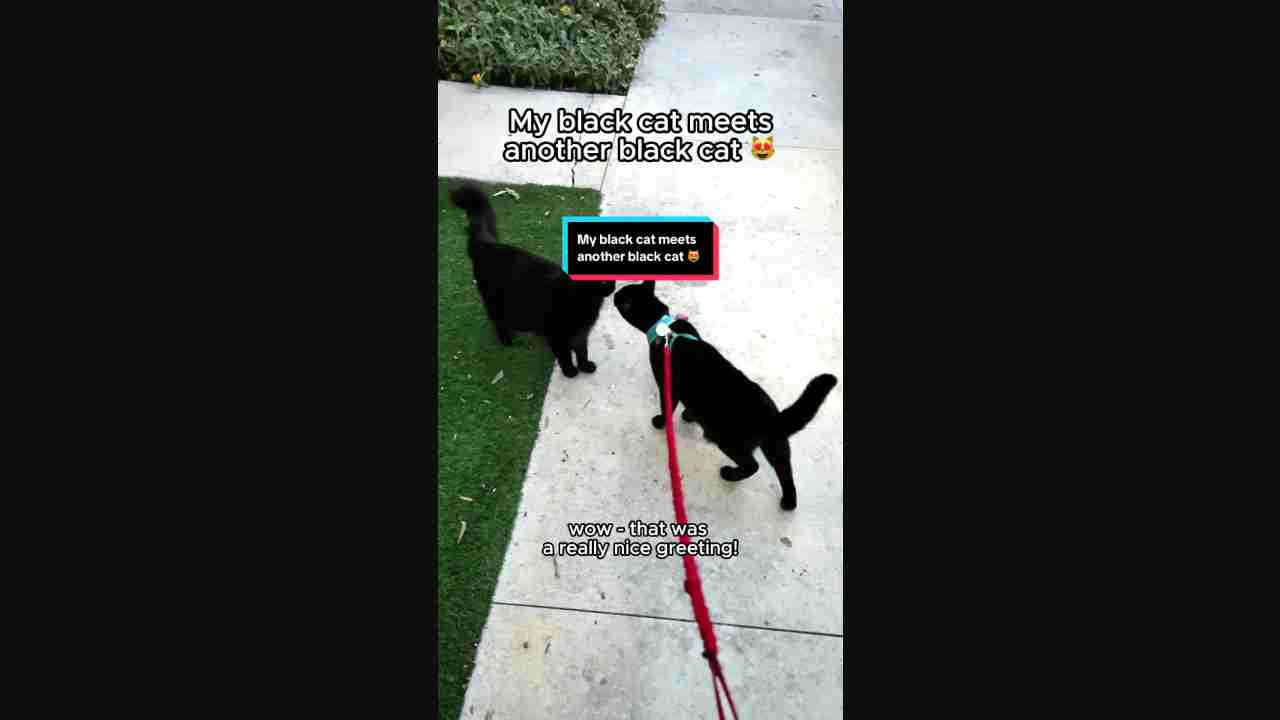 My black cat meets
another black cat 😻
My black cat meets
another black cat 😻
wow - that was
a really nice greeting!